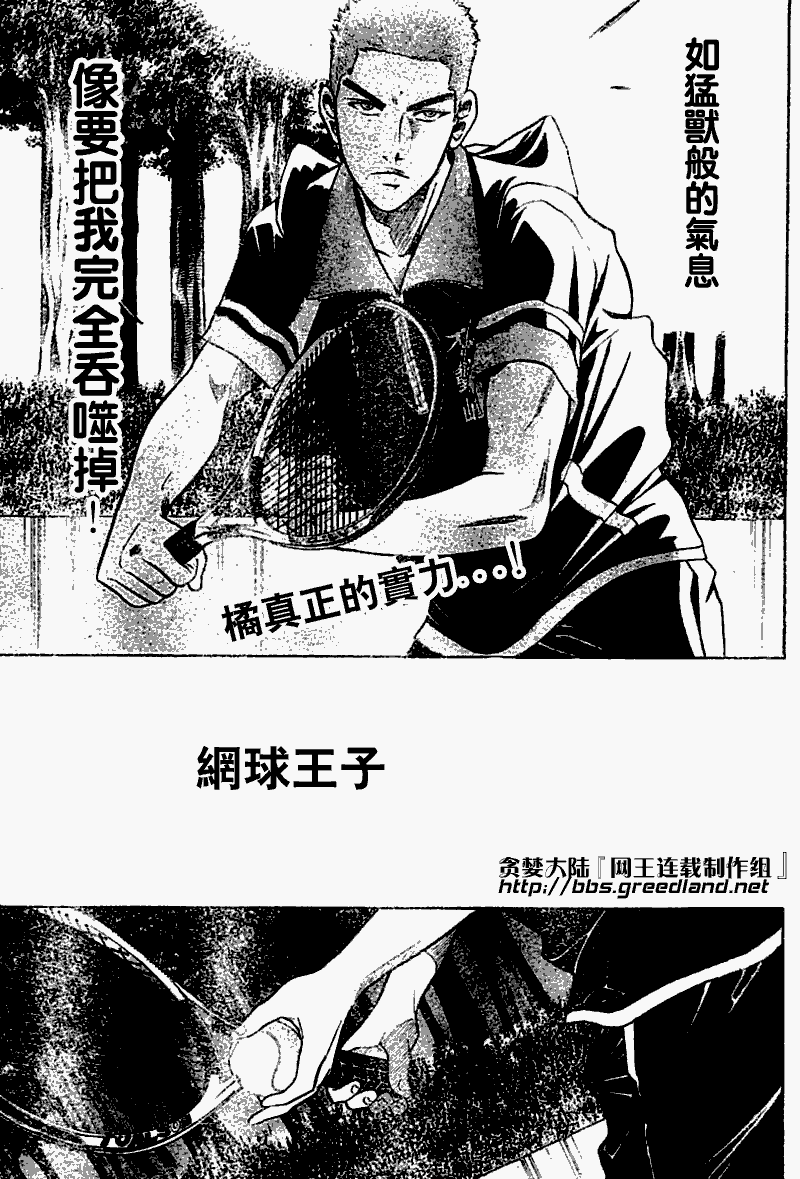 如猛獸般的氣息
像要把我完全吞噬掉!
橘真正的實力...!
網球王子
贪婪大陆『网王连载制作组』
http://bbs.greedland.net